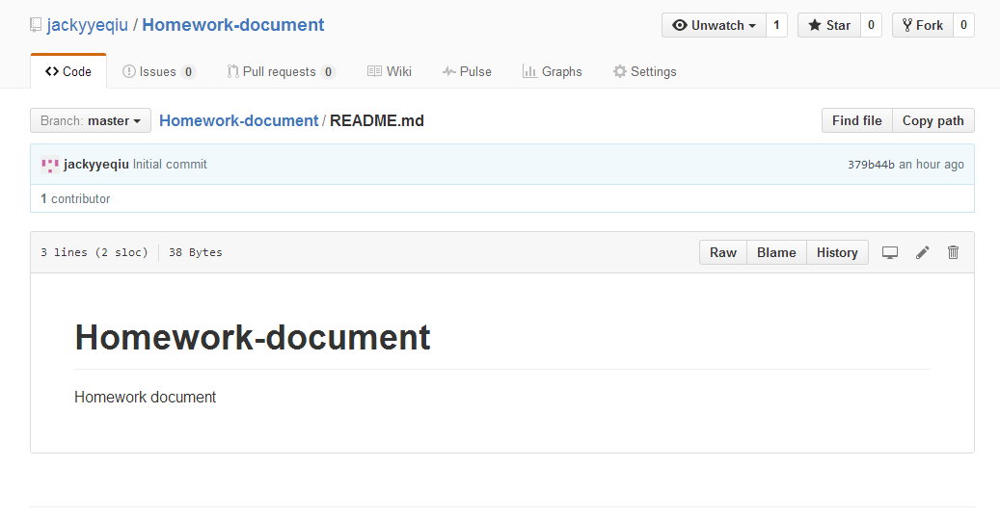 jackyyeqiu / Homework-document Unwatch 1 Star 0 Fork 0
Code Issues 0 Pull requests 0 Wiki Pulse Graphs Settings
Branch: master Homework-document / README.md Find file Copy path
jackyyeqiu Initial commit 379b44b an hour ago
1 contributor
3 lines (2 sloc) 38 Bytes Raw Blame History
Homework-document
Homework document